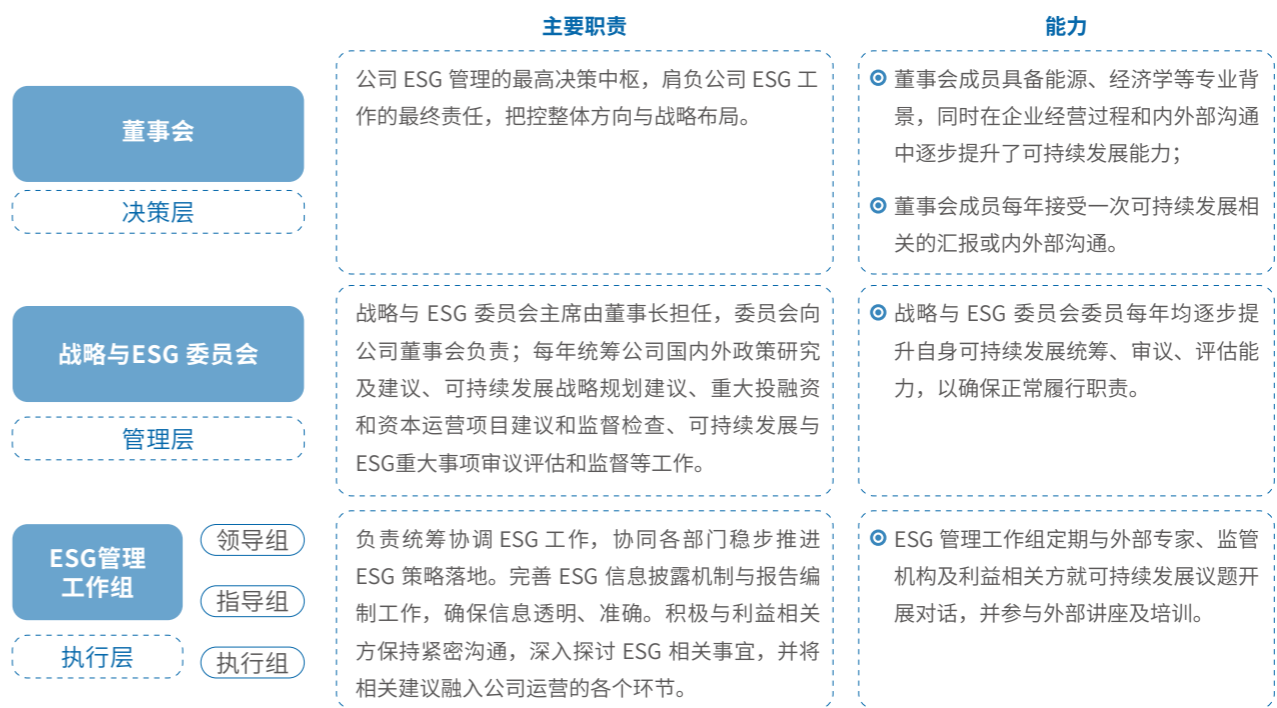 主要职责
能力
董事会
决策层
公司 ESG 管理的最高决策中枢，肩负公司 ESG 工
作的最终责任，把控整体方向与战略布局。
董事会成员具备能源、经济学等专业背
景，同时在企业经营过程和内外部沟通
中逐步提升了可持续发展能力；
董事会成员每年接受一次可持续发展相
关的汇报或内外部沟通。
战略与ESG 委员会
管理层
战略与 ESG 委员会主席由董事长担任，委员会向
公司董事会负责；每年统筹公司国内外政策研究
及建议、可持续发展战略规划建议、重大投融资
和资本运营项目建议和监督检查、可持续发展与
ESG重大事项审议评估和监督等工作。
战略与 ESG 委员会委员每年均逐步提
升自身可持续发展统筹、审议、评估能
力，以确保正常履行职责。
ESG管理
工作组
执行层
领导组
指导组
执行组
负责统筹协调 ESG 工作，协同各部门稳步推进
ESG 策略落地。完善 ESG 信息披露机制与报告编
制工作，确保信息透明、准确。积极与利益相关
方保持紧密沟通，深入探讨 ESG 相关事宜，并将
相关建议融入公司运营的各个环节。
ESG 管理工作组定期与外部专家、监管
机构及利益相关方就可持续发展议题开
展对话，并参与外部讲座及培训。